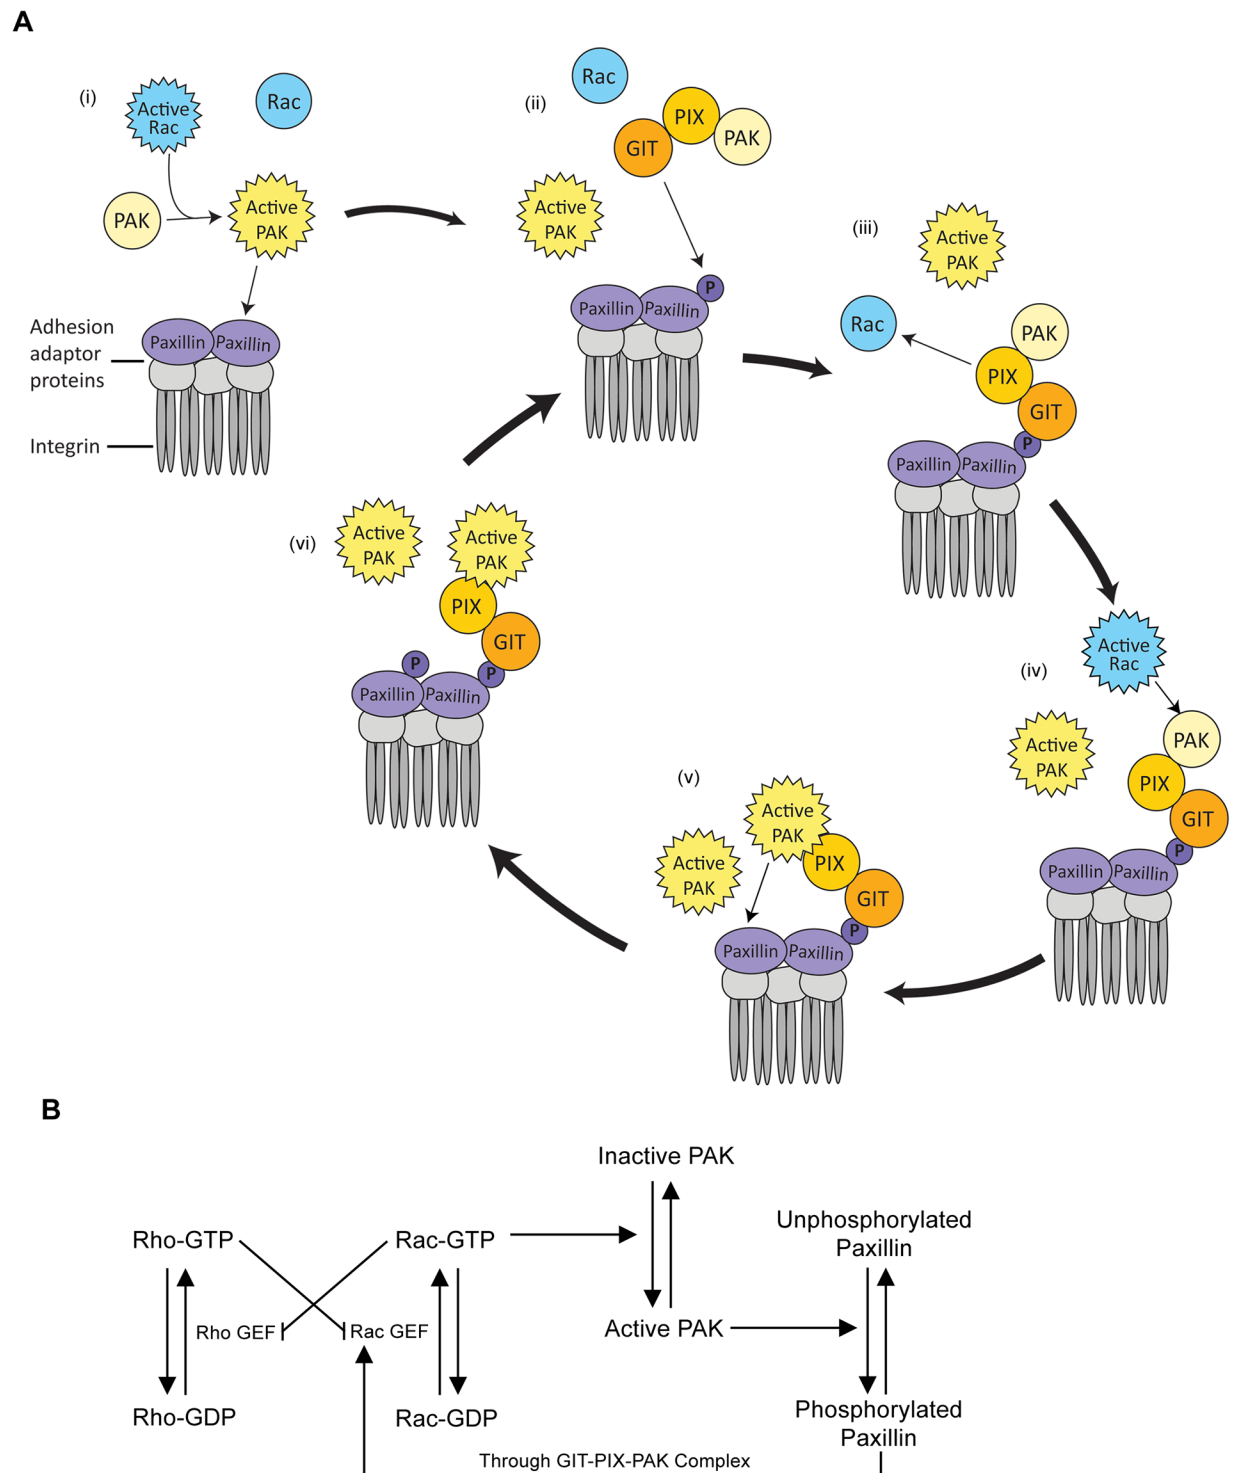 A
(i)
Active
Rac
Rac
PAK
Active
PAK
Adhesion
adaptor
proteins
Paxillin
Paxillin
Integrin
(ii)
Rac
GIT
PIX
PAK
Active
PAK
P
Paxillin
Paxillin
(iii)
Active
PAK
Rac
PAK
PIX
GIT
P
Paxillin
Paxillin
(iv)
Active
Rac
Active
PAK
PAK
PIX
GIT
P
Paxillin
Paxillin
(v)
Active
PAK
Active
PAK
PIX
GIT
P
Paxillin
Paxillin
(vi)
Active
PAK
Active
PAK
PIX
GIT
P
P
Paxillin
Paxillin
B
Inactive PAK
Rho-GTP
Rac-GTP
Unphosphorylated
Paxillin
Rho GEF
Rac GEF
Active PAK
Rho-GDP
Rac-GDP
Phosphorylated
Paxillin
Through GIT-PIX-PAK Complex